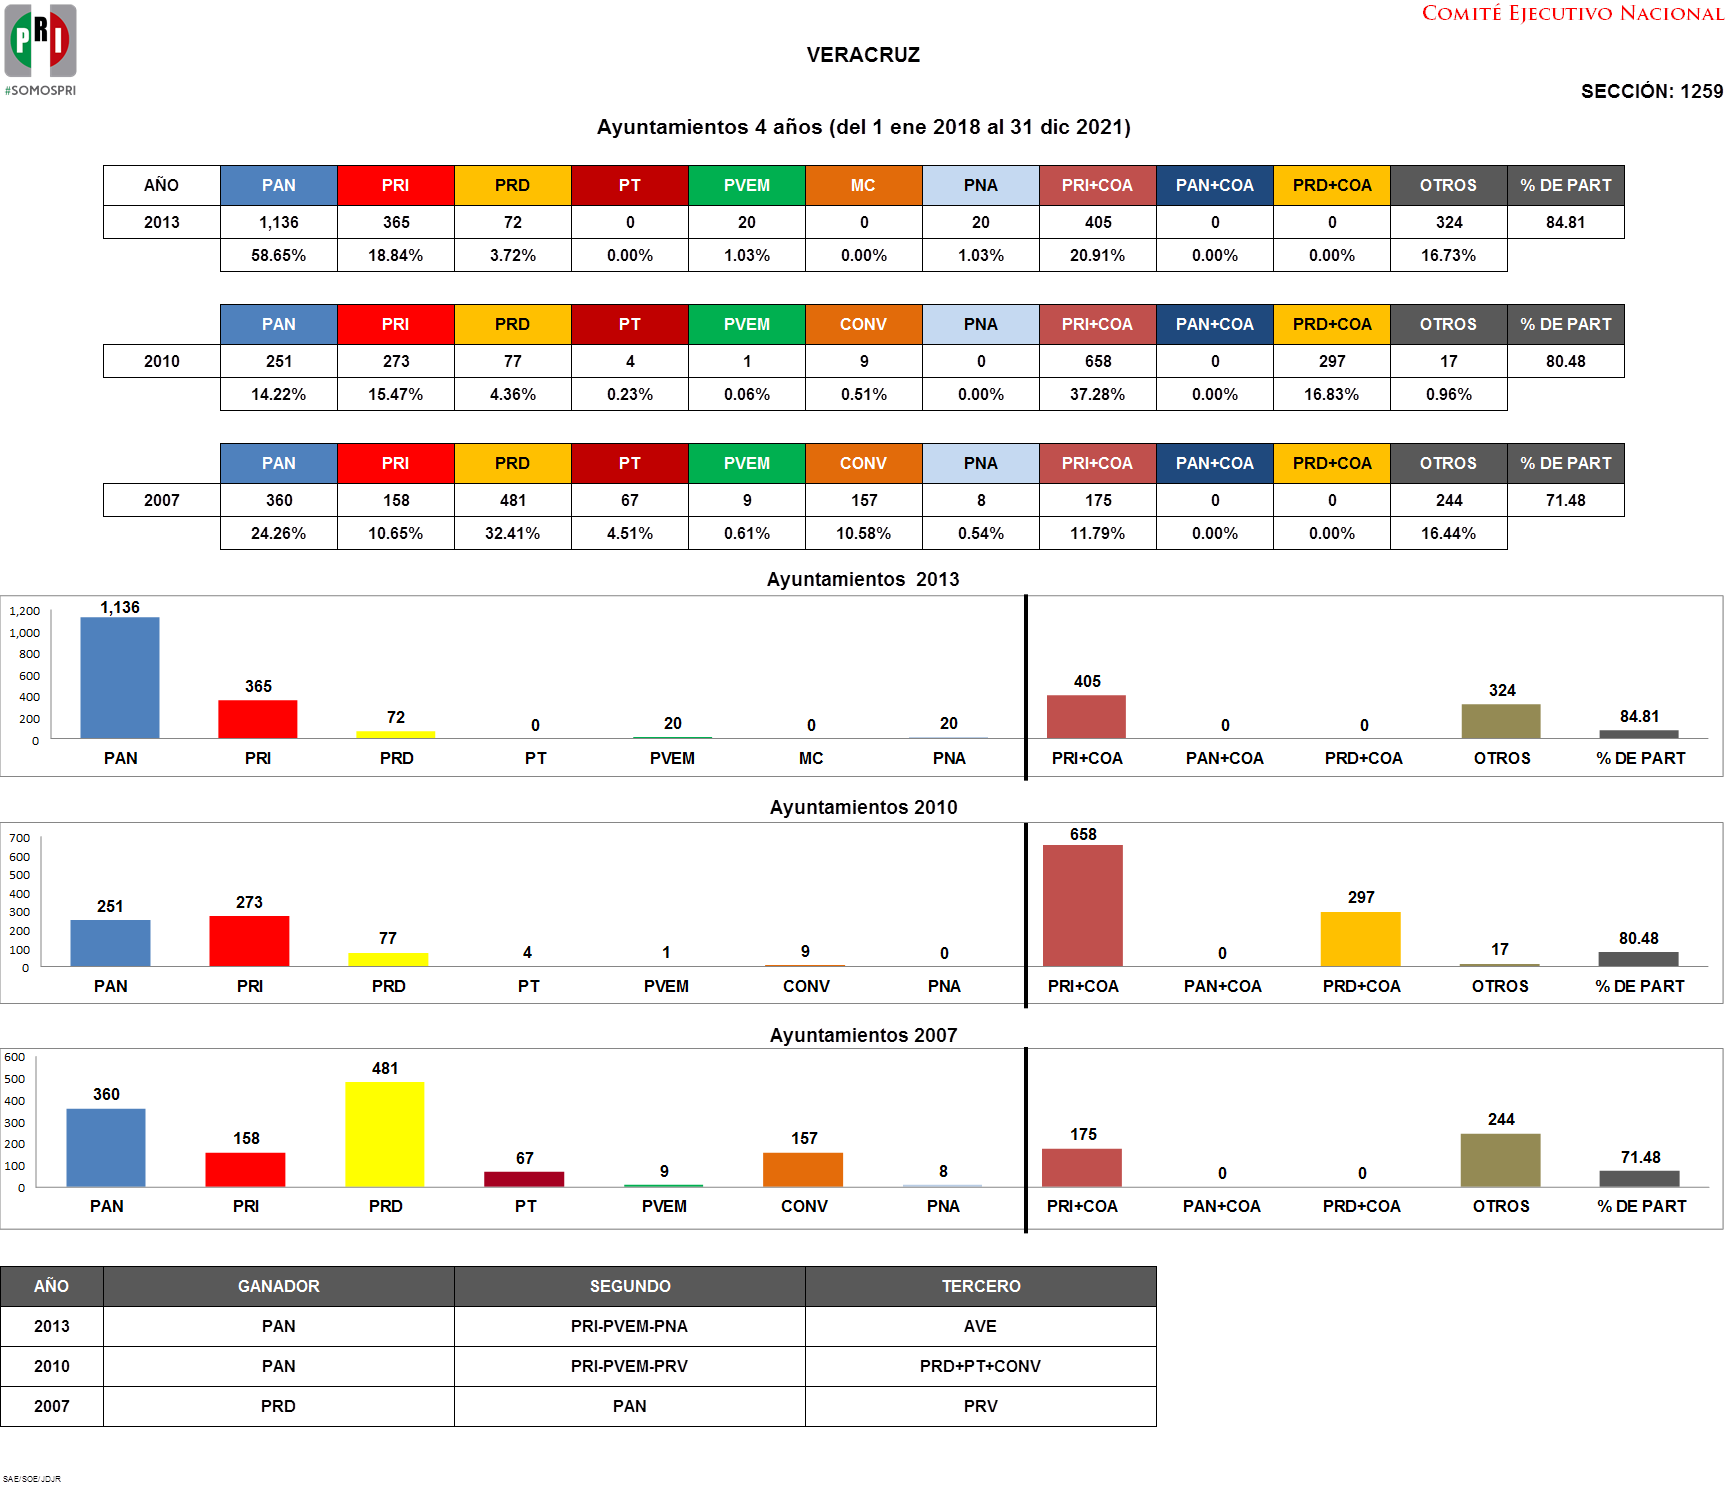 COMITÉ EJECUTIVO NACIONAL
PRI
#SOMOSPRI
VERACRUZ
SECCIÓN: 1259
Ayuntamientos 4 años (del 1 ene 2018 al 31 dic 2021)
AÑO PAN PRI PRD PT PVEM MC PNA PRI+COA PAN+COA PRD+COA OTROS % DE PART
2013 1,136 365 72 0 20 0 20 405 0 0 324 84.81
58.65% 18.84% 3.72% 0.00% 1.03% 0.00% 1.03% 20.91% 0.00% 0.00% 16.73%
PAN PRI PRD PT PVEM CONV PNA PRI+COA PAN+COA PRD+COA OTROS % DE PART
2010 251 273 77 4 1 9 0 658 0 297 17 80.48
14.22% 15.47% 4.36% 0.23% 0.06% 0.51% 0.00% 37.28% 0.00% 16.83% 0.96%
PAN PRI PRD PT PVEM CONV PNA PRI+COA PAN+COA PRD+COA OTROS % DE PART
2007 360 158 481 67 9 157 8 175 0 0 244 71.48
24.26% 10.65% 32.41% 4.51% 0.61% 10.58% 0.54% 11.79% 0.00% 0.00% 16.44%
Ayuntamientos 2013
1,200
1,000
800
600
400
200
0
1,136 365 72 0 20 0 20 405 0 0 324 84.81
PAN PRI PRD PT PVEM MC PNA PRI+COA PAN+COA PRD+COA OTROS % DE PART
Ayuntamientos 2010
700
600
500
400
300
200
100
0
251 273 77 4 1 9 0 658 0 297 17 80.48
PAN PRI PRD PT PVEM CONV PNA PRI+COA PAN+COA PRD+COA OTROS % DE PART
Ayuntamientos 2007
600
500
400
300
200
100
0
360 158 481 67 9 157 8 175 0 0 244 71.48
PAN PRI PRD PT PVEM CONV PNA PRI+COA PAN+COA PRD+COA OTROS % DE PART
AÑO GANADOR SEGUNDO TERCERO
2013 PAN PRI-PVEM-PNA AVE
2010 PAN PRI-PVEM-PRV PRD+PT+CONV
2007 PRD PAN PRV
SAE/SOE/JDJR